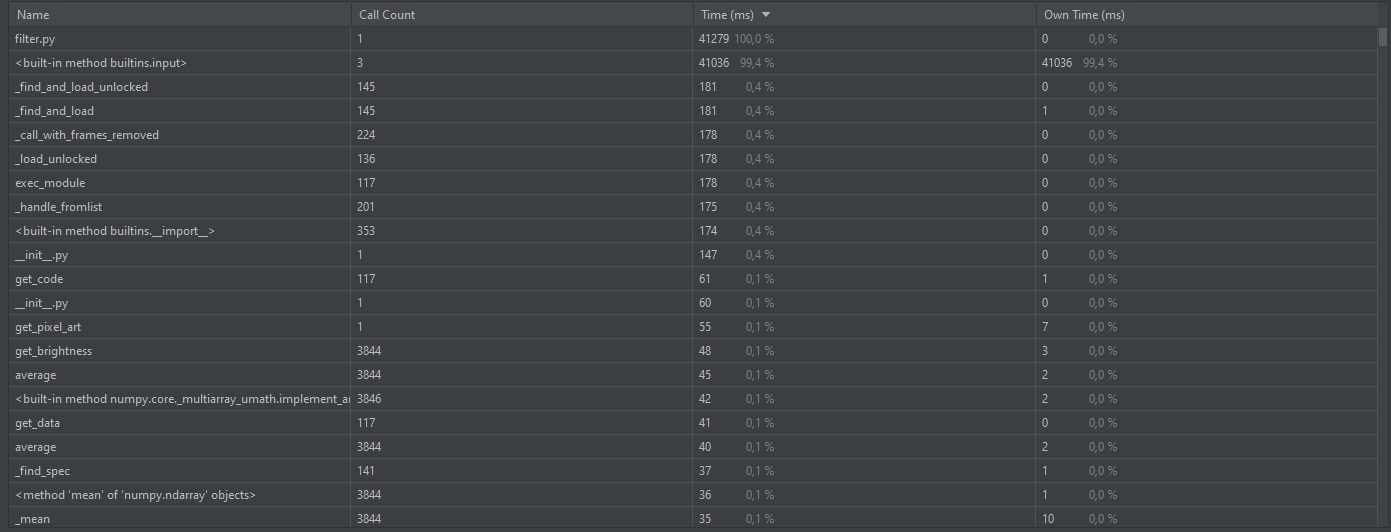 Name Call Count Time (ms) Own Time (ms)
filter.py 1 41279 100,0 % 0 0,0 %
<built-in method builtins.input> 3 41036 99,4 % 41036 99,4 %
_find_and_load_unlocked 145 181 0,4 % 0 0,0 %
_find_and_load 145 181 0,4 % 1 0,0 %
_call_with_frames_removed 224 178 0,4 % 0 0,0 %
_load_unlocked 136 178 0,4 % 0 0,0 %
exec_module 117 178 0,4 % 0 0,0 %
_handle_fromlist 201 175 0,4 % 0 0,0 %
<built-in method builtins.__import__> 353 174 0,4 % 0 0,0 %
__init__.py 1 147 0,4 % 0 0,0 %
get_code 117 61 0,1 % 1 0,0 %
__init__.py 1 60 0,1 % 0 0,0 %
get_pixel_art 1 55 0,1 % 7 0,0 %
get_brightness 3844 48 0,1 % 3 0,0 %
average 3844 45 0,1 % 2 0,0 %
<built-in method numpy.core._multiarray_umath.implement_ar 3846 42 0,1 % 2 0,0 %
get_data 117 41 0,1 % 0 0,0 %
average 3844 40 0,1 % 2 0,0 %
_find_spec 141 37 0,1 % 1 0,0 %
<method 'mean' of 'numpy.ndarray' objects> 3844 36 0,1 % 1 0,0 %
_mean 3844 35 0,1 % 10 0,0 %